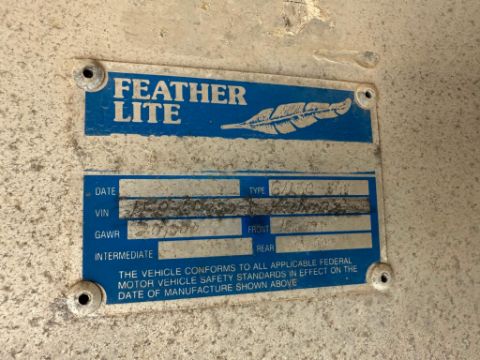 FEATHER
LITE
DATE TYPE
VIN
GAWR FRONT
INTERMEDIATE REAR
THE VEHICLE CONFORMS TO ALL APPLICABLE FEDERAL
MOTOR VEHICLE SAFETY STANDARDS IN EFFECT ON THE
DATE OF MANUFACTURE SHOWN ABOVE